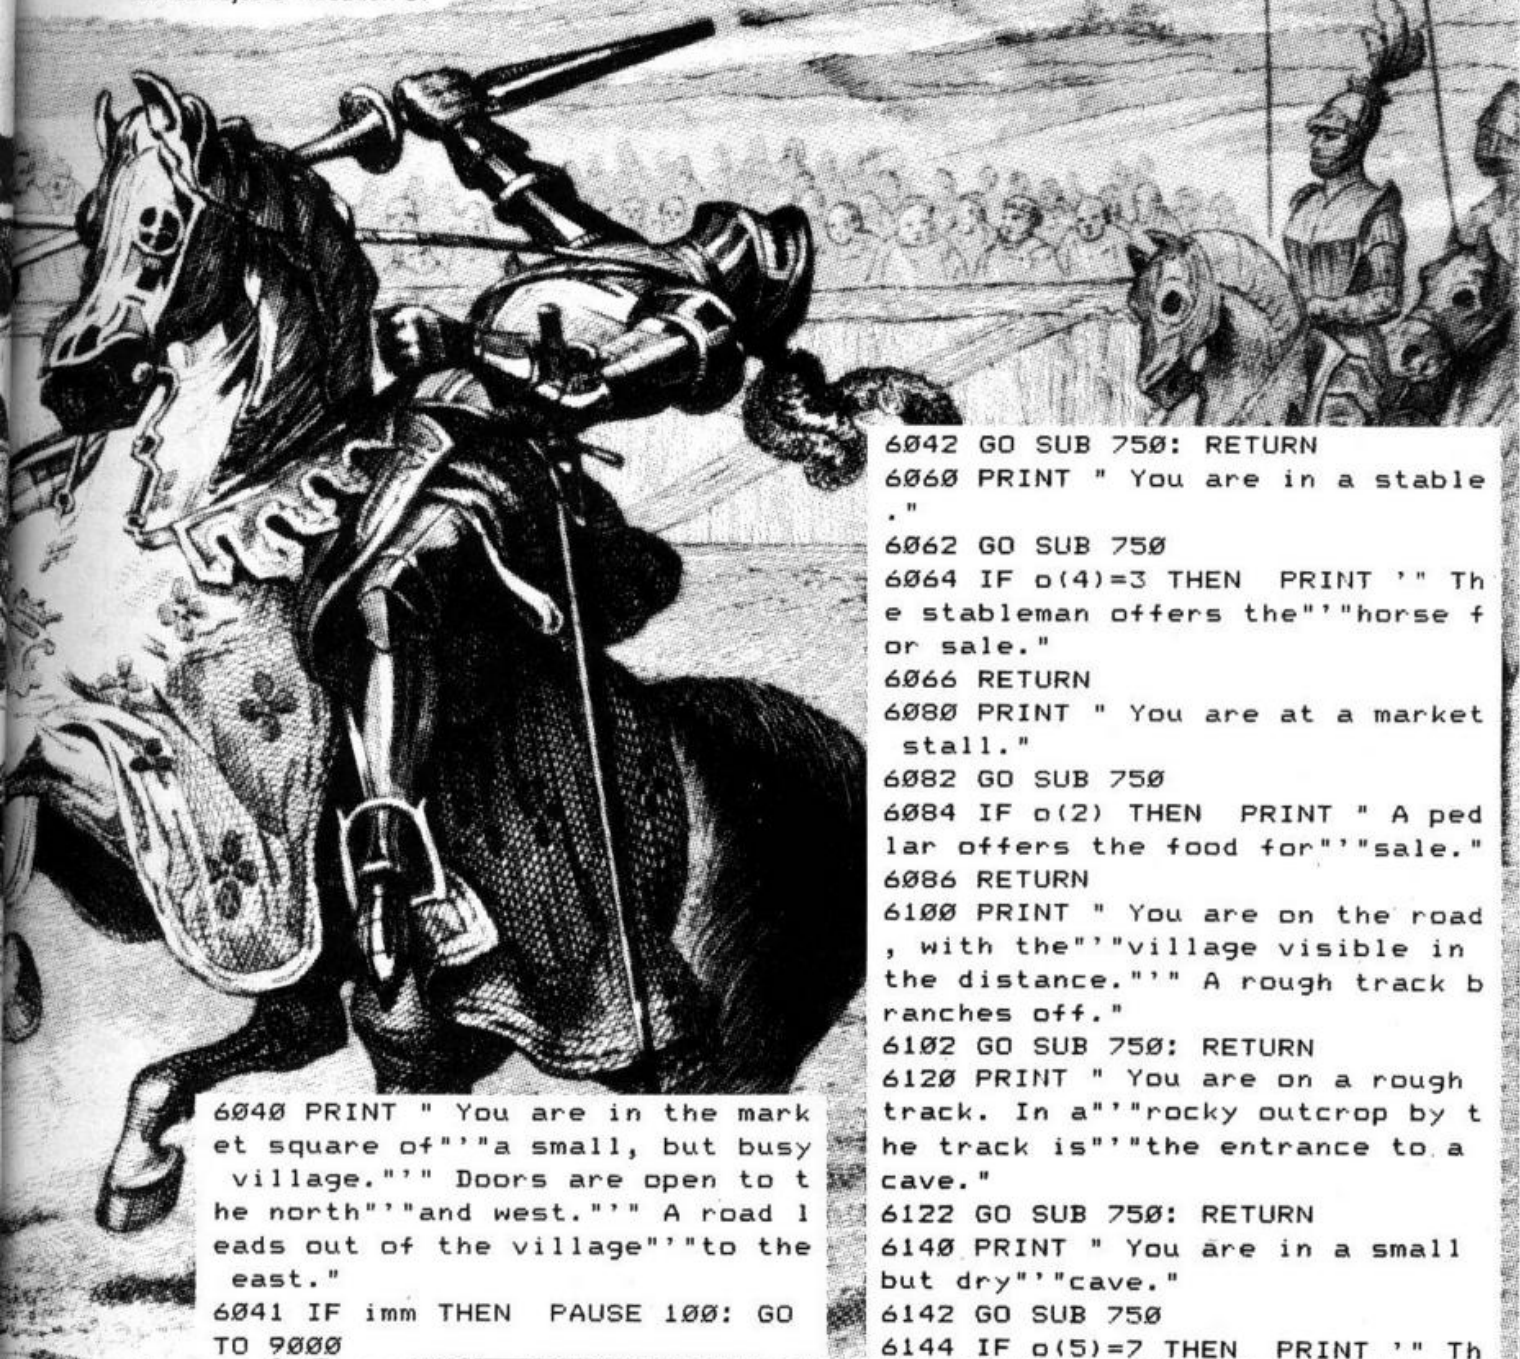 6040 PRINT " You are in the mark
et square of"'"a small, but busy
 village."'" Doors are open to t
he north"'"and west."'" A road l
eads out of the village"'"to the
 east."
6041 IF imm THEN  PAUSE 100: GO
TO 9000
6042 GO SUB 750: RETURN
6060 PRINT " You are in a stable
."
6062 GO SUB 750
6064 IF o(4)=3 THEN  PRINT '" Th
e stableman offers the"'"horse f
or sale."
6066 RETURN
6080 PRINT " You are at a market
 stall."
6082 GO SUB 750
6084 IF o(2) THEN  PRINT " A ped
lar offers the food for"'"sale."
6086 RETURN
6100 PRINT " You are on the road
, with the"'"village visible in
the distance."'" A rough track b
ranches off."
6102 GO SUB 750: RETURN
6120 PRINT " You are on a rough
track. In a"'"rocky outcrop by t
he track is"'"the entrance to a
cave."
6122 GO SUB 750: RETURN
6140 PRINT " You are in a small
but dry"'"cave."
6142 GO SUB 750
6144 IF o(5)=7 THEN  PRINT '" Th